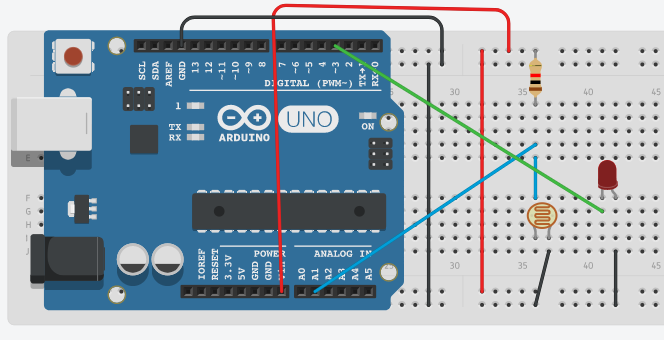 SCL
SDA
AREF
GND
13
12
~11
~10
~9
8
7
~6
~5
~4
~3
2
TX→1
RX←0
DIGITAL (PWM~)
1
TX
RX
ARDUINO
UNO
ON
IOREF
RESET
3.3V
5V
GND
GND
POWER
ANALOG IN
A0
A1
A2
A3
A4
A5
30
35
40
45
E
F
G
H
I
J
30
35
40
45